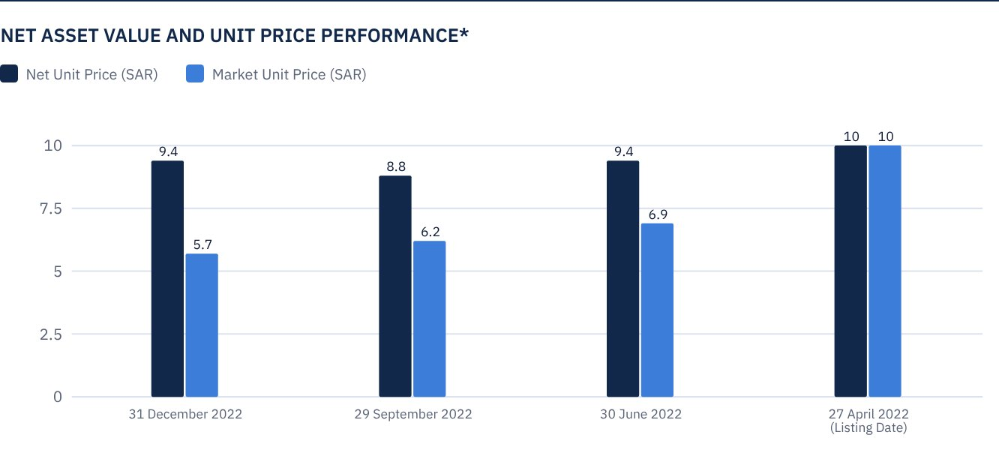 NET ASSET VALUE AND UNIT PRICE PERFORMANCE*
Net Unit Price (SAR) Market Unit Price (SAR)
10 10
10
9.4 9.4
8.8
7.5
6.9
6.2
5.7
5
2.5
0
31 December 2022 29 September 2022 30 June 2022 27 April 2022
(Listing Date)